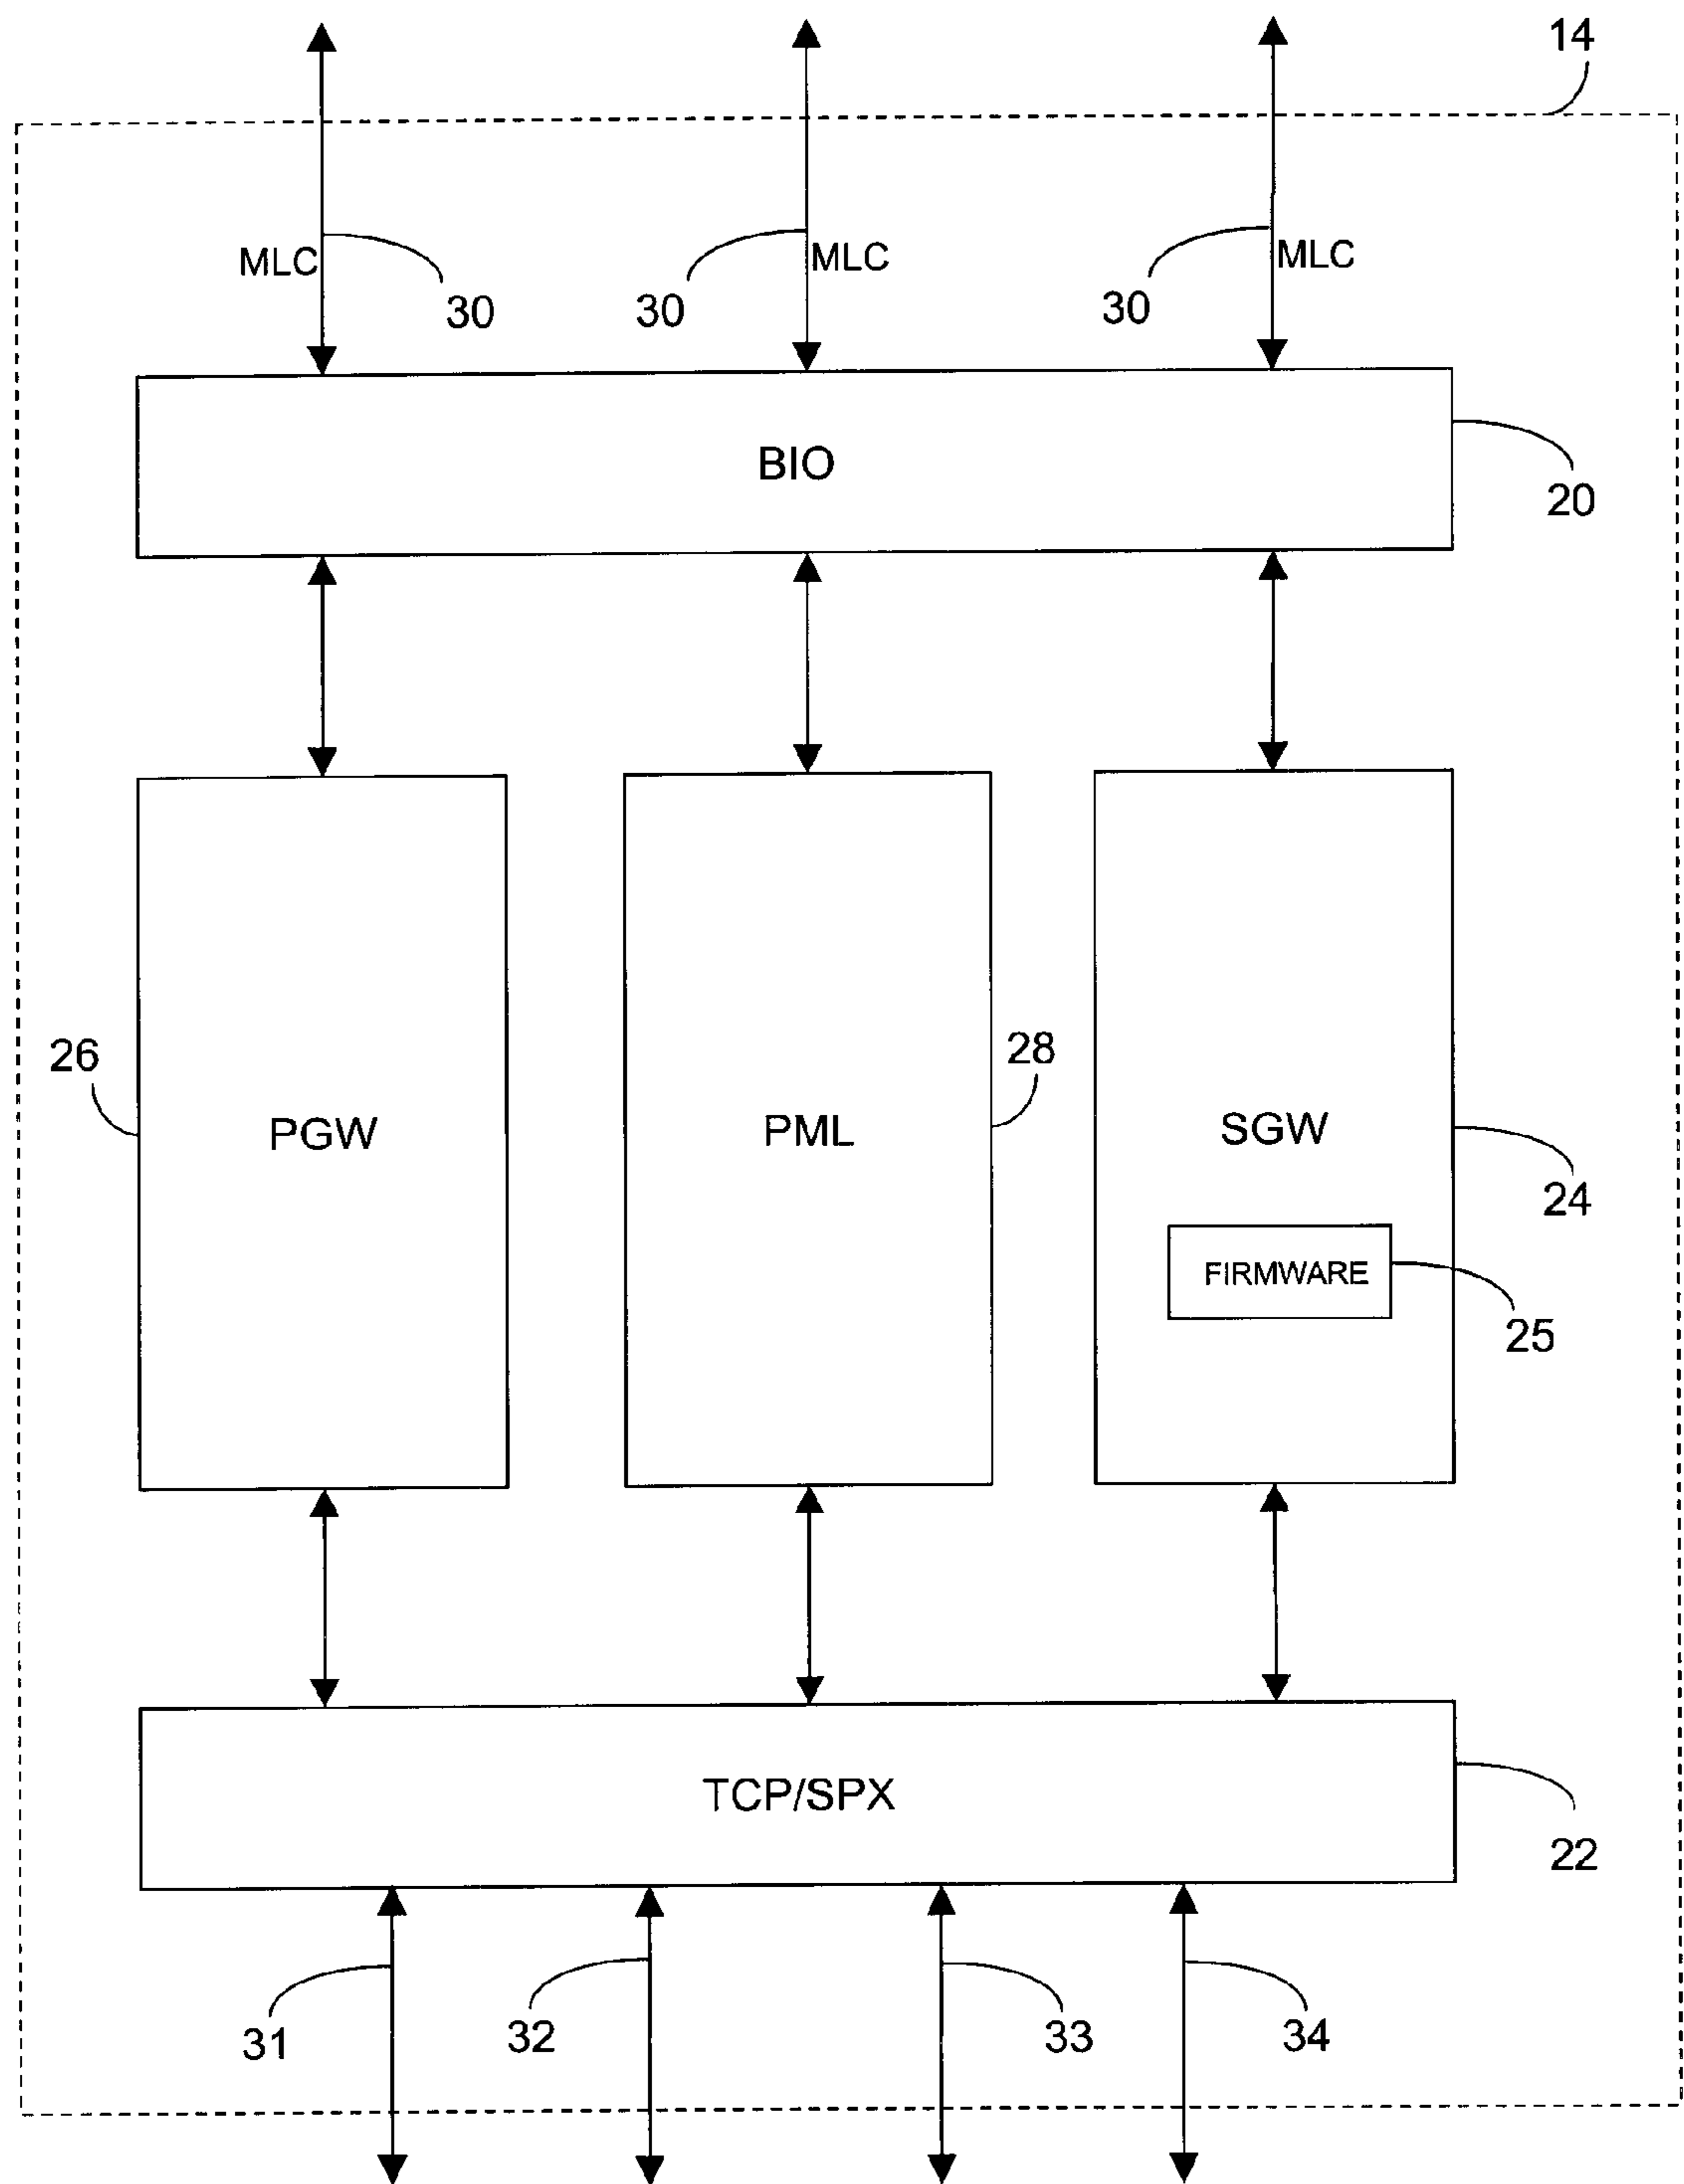 14
MLC
MLC
MLC
30
30
30
BIO
20
26
28
PGW
PML
SGW
24
FIRMWARE
25
TCP/SPX
22
31
32
33
34